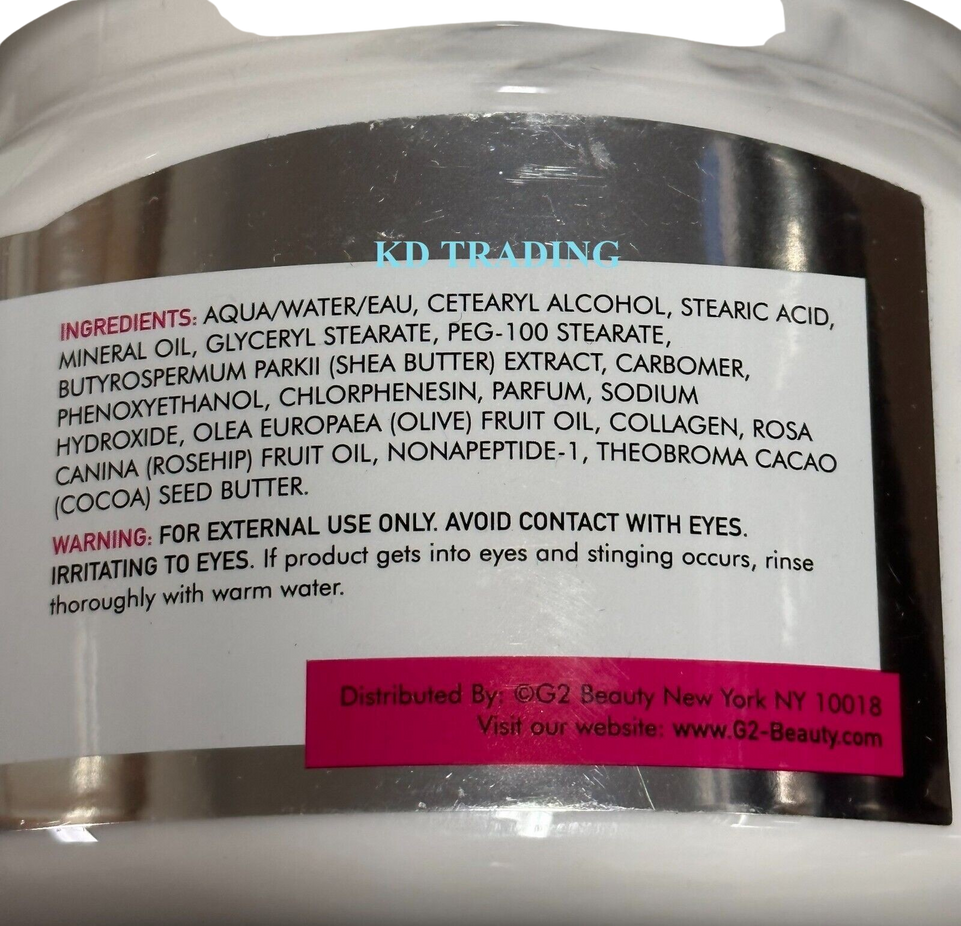 KD TRADING
INGREDIENTS: AQUA/WATER/EAU, CETEARYL ALCOHOL, STEARIC ACID,
MINERAL OIL, GLYCERYL STEARATE, PEG-100 STEARATE,
BUTYROSPERMUM PARKII (SHEA BUTTER) EXTRACT, CARBOMER,
PHENOXYETHANOL, CHLORPHENESIN, PARFUM, SODIUM
HYDROXIDE, OLEA EUROPAEA (OLIVE) FRUIT OIL, COLLAGEN, ROSA
CANINA (ROSEHIP) FRUIT OIL, NONAPEPTIDE-1, THEOBROMA CACAO
(COCOA) SEED BUTTER.
WARNING: FOR EXTERNAL USE ONLY. AVOID CONTACT WITH EYES.
IRRITATING TO EYES. If product gets into eyes and stinging occurs, rinse
thoroughly with warm water.
Distributed By: ©G2 Beauty New York NY 10018
Visit our website: www.G2-Beauty.com